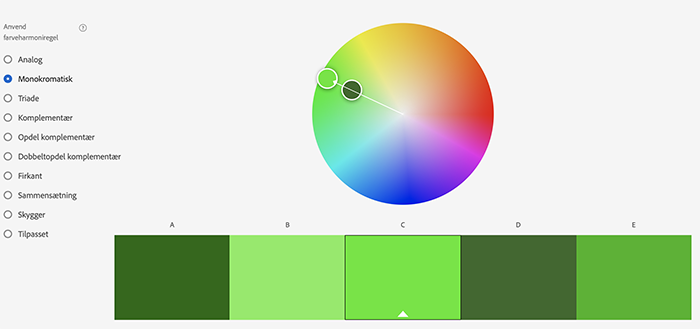 Anvend
farveharmoniregel
?
Analog
Monokromatisk
Triade
Komplementær
Opdel komplementær
Dobbeltopdel komplementær
Firkant
Sammensætning
Skygger
Tilpasset
A B C D E